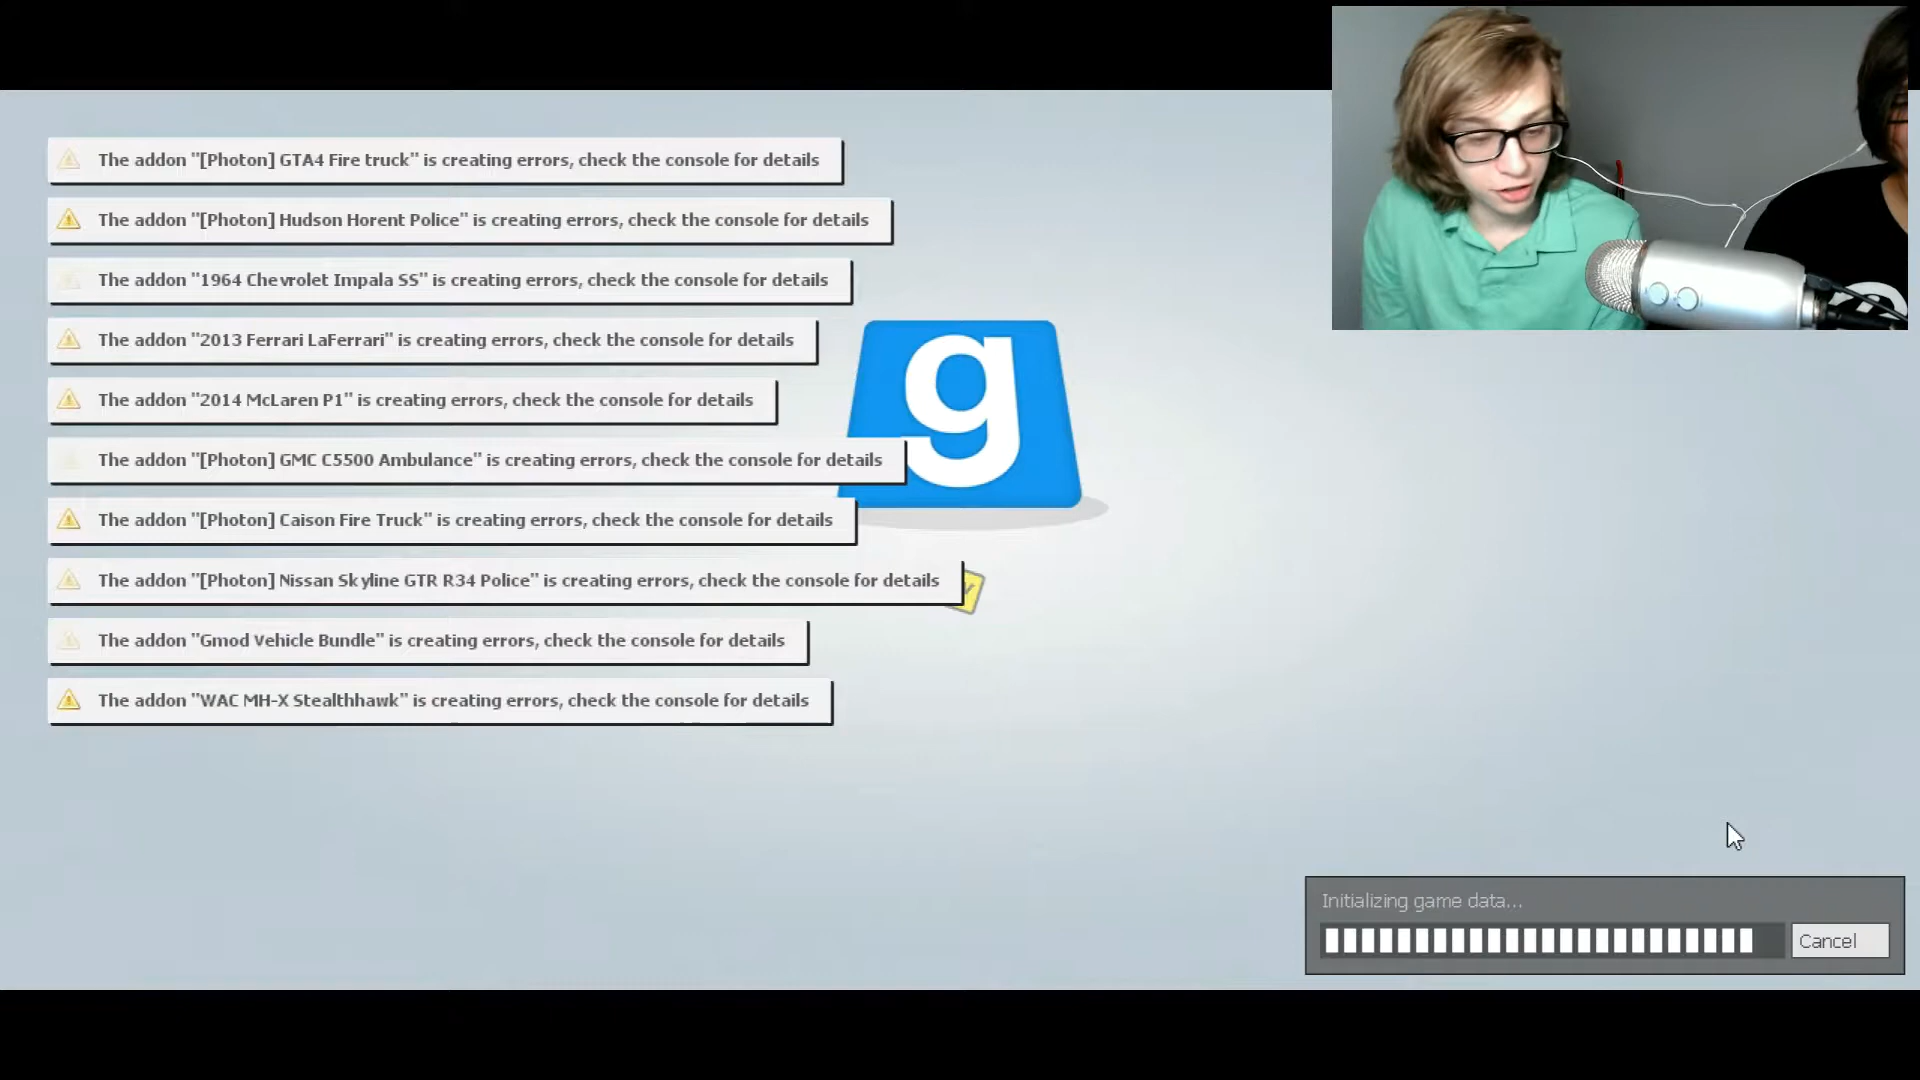 The addon "[Photon] GTA4 Fire truck" is creating errors, check the console for details
The addon "[Photon] Hudson Horent Police" is creating errors, check the console for details
The addon "1964 Chevrolet Impala SS" is creating errors, check the console for details
The addon "2013 Ferrari LaFerrari" is creating errors, check the console for details
The addon "2014 McLaren P1" is creating errors, check the console for details
g
The addon "[Photon] GMC C5500 Ambulance" is creating errors, check the console for details
The addon "[Photon] Caison Fire Truck" is creating errors, check the console for details
The addon "[Photon] Nissan Skyline GTR R34 Police" is creating errors, check the console for details
The addon "Gmod Vehicle Bundle" is creating errors, check the console for details
The addon "WAC MH-X Stealthhawk" is creating errors, check the console for details
Initializing game data...
Cancel